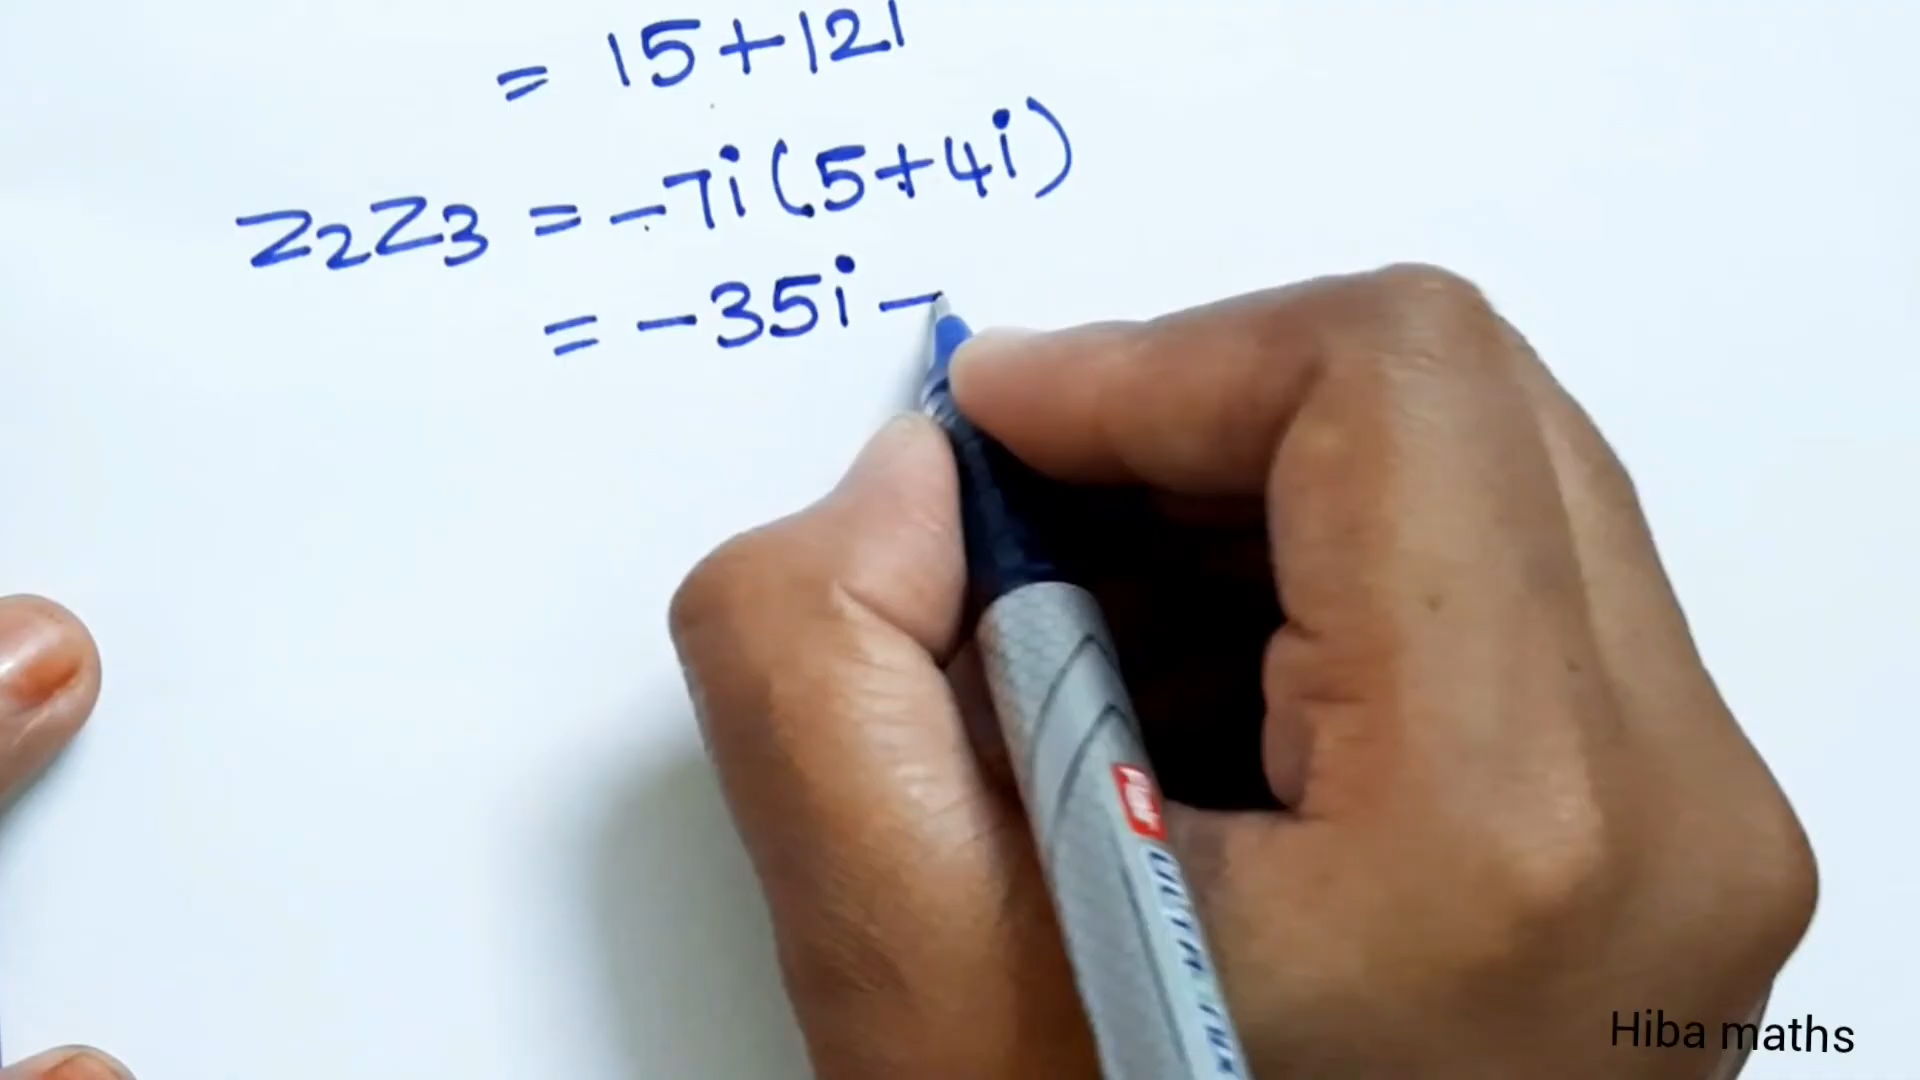 = 15+12i
z₂z₃ = -7i(5+4i)
= -35i -
Hiba maths